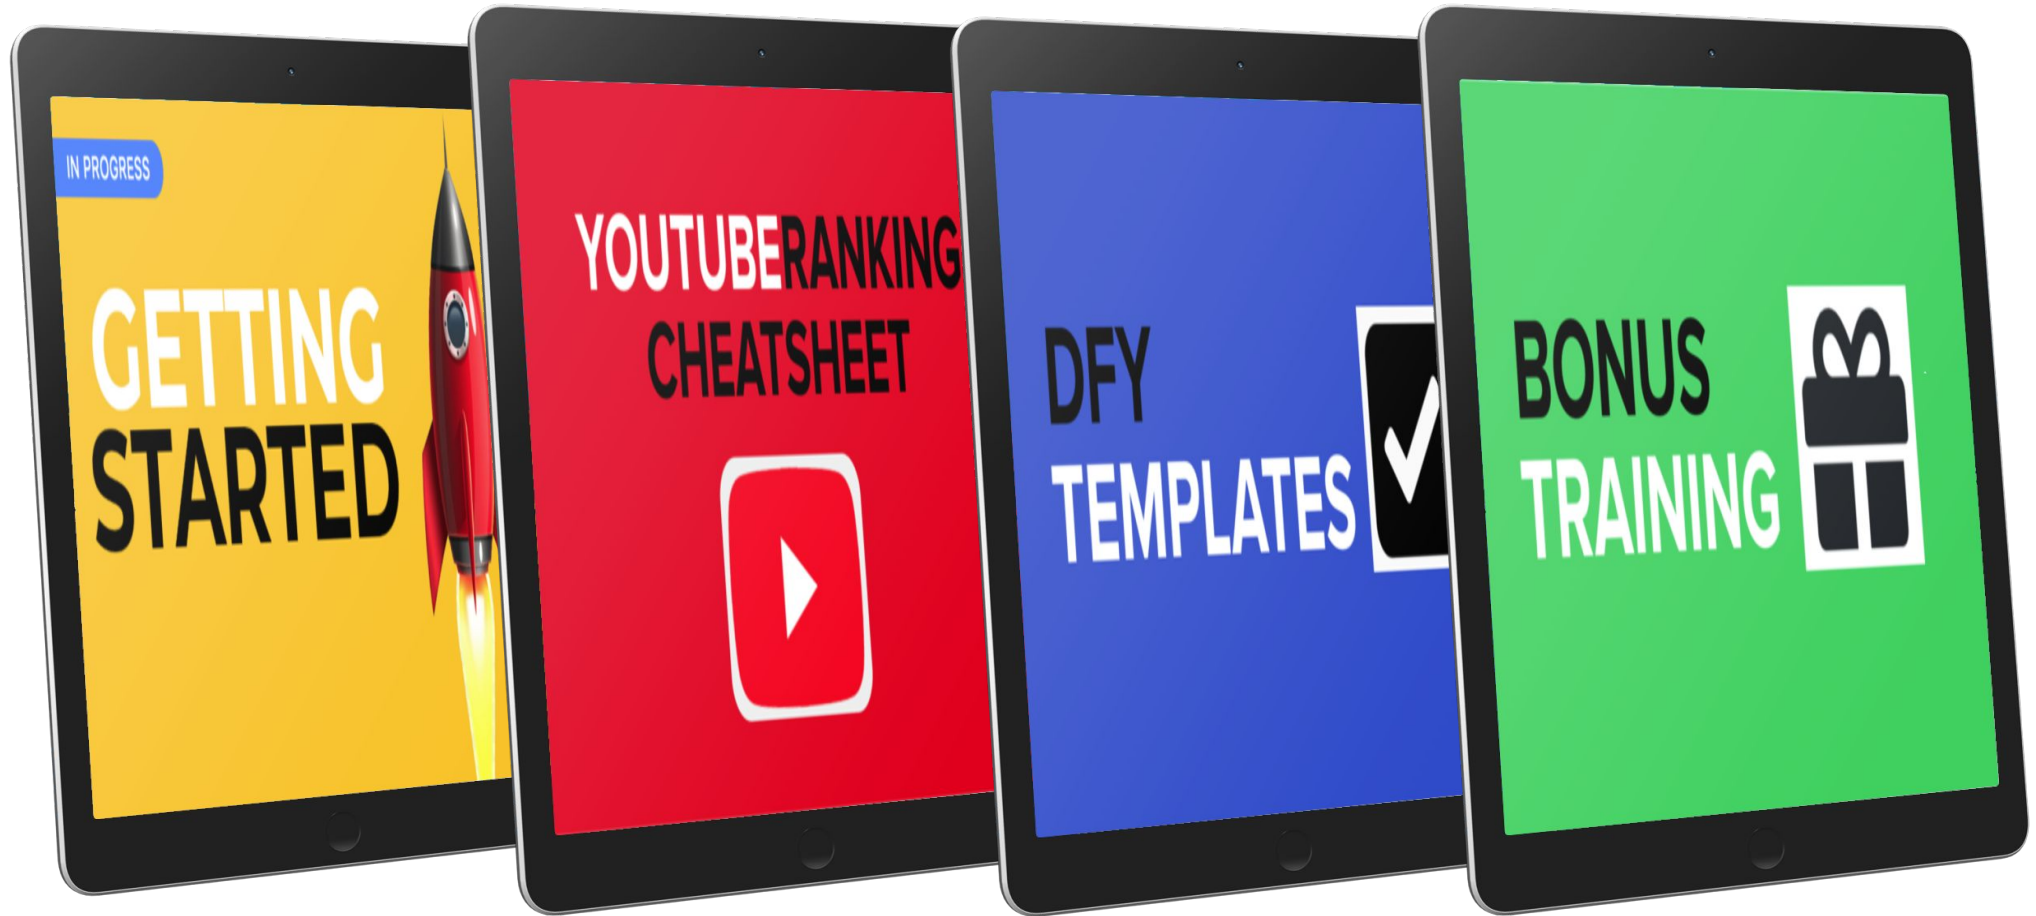 IN PROGRESS
GETTING
STARTED
YOUTUBERANKING
CHEATSHEET
DFY
TEMPLATES
BONUS
TRAINING